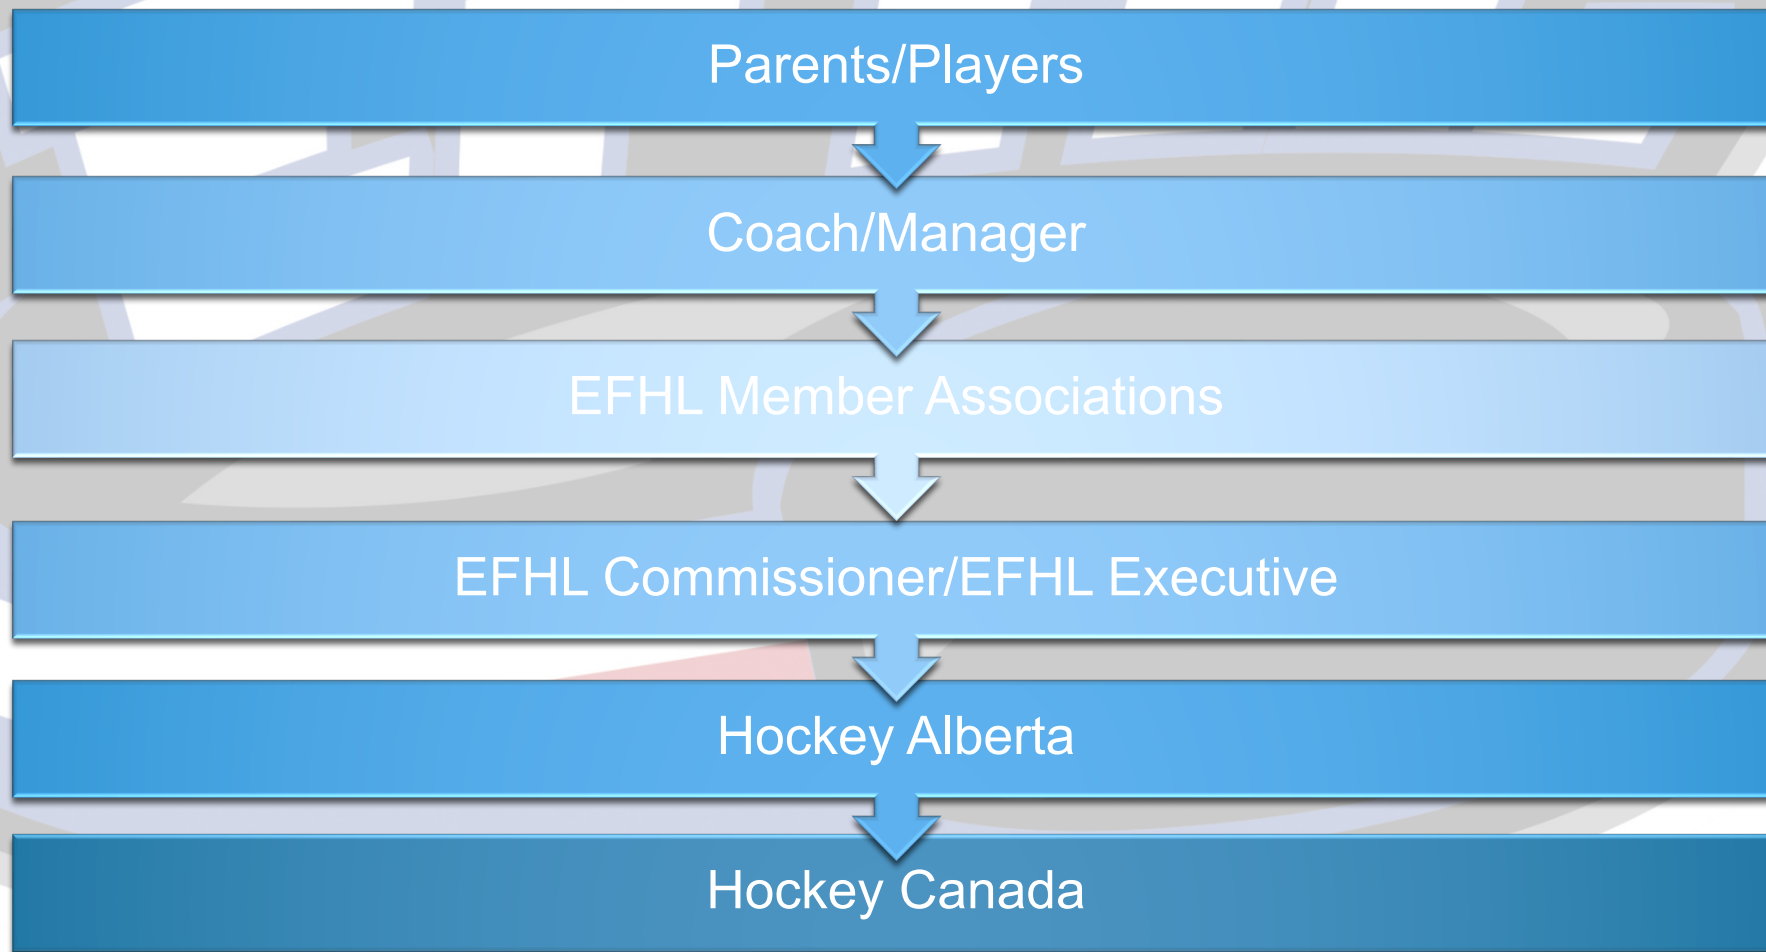 Parents/Players
Coach/Manager
EFHL Member Associations
EFHL Commissioner/EFHL Executive
Hockey Alberta
Hockey Canada